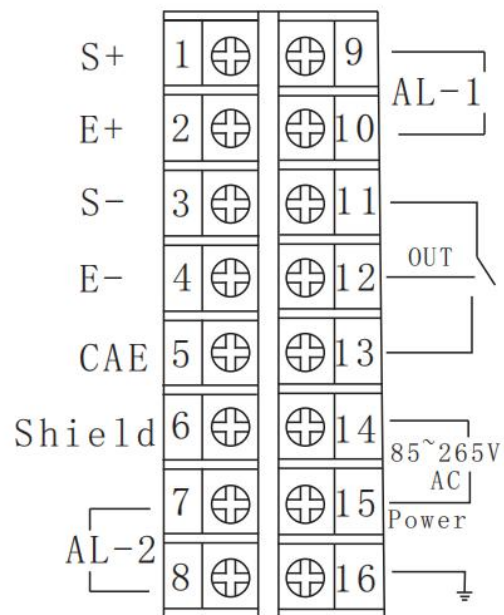 S+ 1 9
AL-1
E+ 2 10
S- 3 11
OUT
E- 4 12
CAE 5 13
Shield 6 14
85~265V
AC
7 15
Power
AL-2
8 16